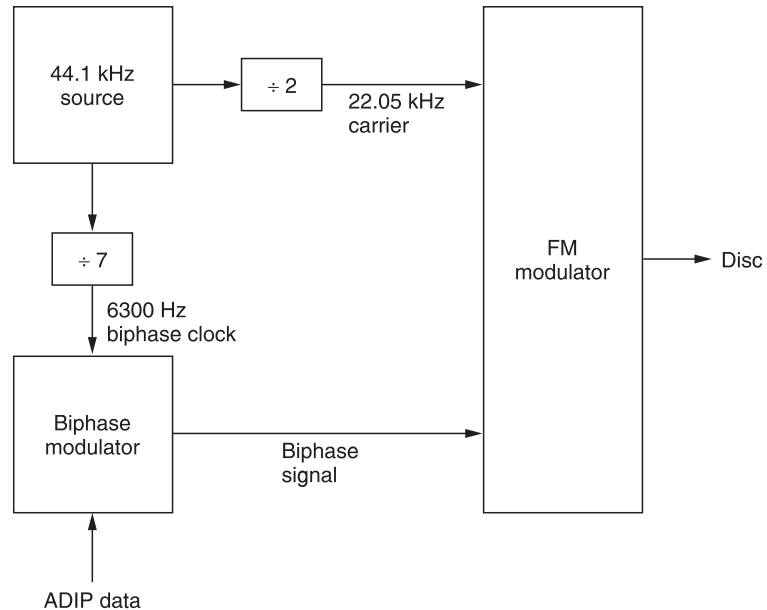 44.1 kHz
source
÷ 2
22.05 kHz
carrier
FM
modulator
Disc
÷ 7
6300 Hz
biphase clock
Biphase
modulator
Biphase
signal
ADIP data